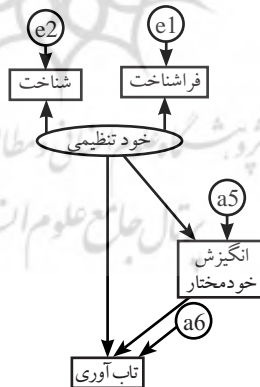 e2
e1
شناخت
فراشناخت
خود تنظیمی
a5
انگیزش
خودمختار
a6
تاب آوری